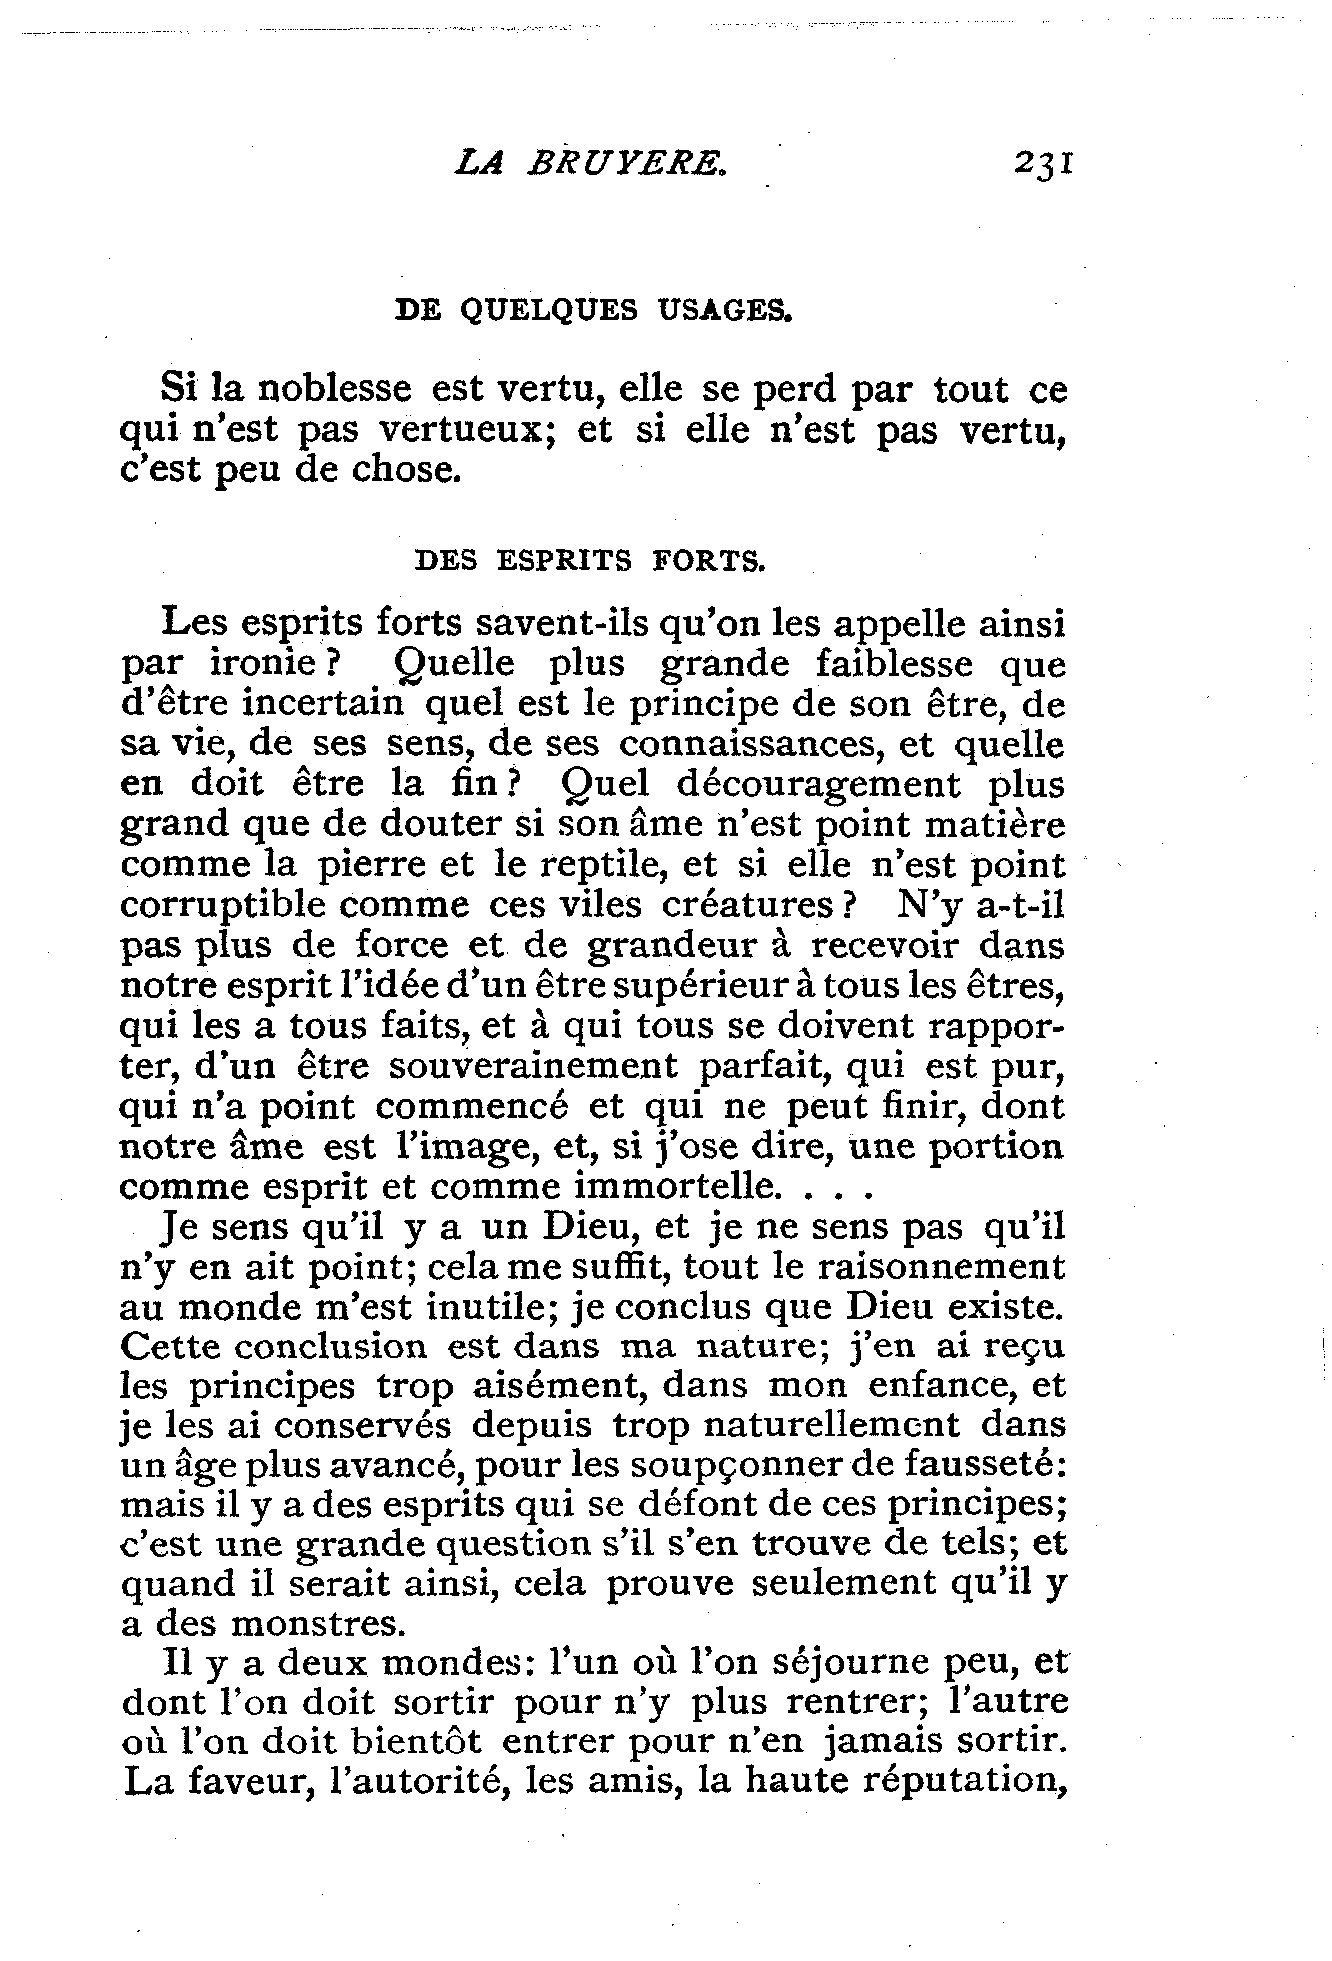 LA BRUYERE. 231
DE QUELQUES USAGES.
Si la noblesse est vertu, elle se perd par tout ce
qui n'est pas vertueux; et si elle n'est pas vertu,
c'est peu de chose.
DES ESPRITS FORTS.
Les esprits forts savent-ils qu'on les appelle ainsi
par ironie? Quelle plus grande faiblesse que
d'être incertain quel est le principe de son être, de
sa vie, de ses sens, de ses connaissances, et quelle
en doit être la fin? Quel découragement plus
grand que de douter si son âme n'est point matière
comme la pierre et le reptile, et si elle n'est point
corruptible comme ces viles créatures? N'y a-t-il
pas plus de force et de grandeur à recevoir dans
notre esprit l'idée d'un être supérieur à tous les êtres,
qui les a tous faits, et à qui tous se doivent rappor-
ter, d'un être souverainement parfait, qui est pur,
qui n'a point commencé et qui ne peut finir, dont
notre âme est l'image, et, si j'ose dire, une portion
comme esprit et comme immortelle. . . .
Je sens qu'il y a un Dieu, et je ne sens pas qu'il
n'y en ait point; cela me suffit, tout le raisonnement
au monde m'est inutile; je conclus que Dieu existe.
Cette conclusion est dans ma nature; j'en ai reçu
les principes trop aisément, dans mon enfance, et
je les ai conservés depuis trop naturellement dans
un âge plus avancé, pour les soupçonner de fausseté:
mais il y a des esprits qui se défont de ces principes;
c'est une grande question s'il s'en trouve de tels; et
quand il serait ainsi, cela prouve seulement qu'il y
a des monstres.
Il y a deux mondes: l'un où l'on séjourne peu, et
dont l'on doit sortir pour n'y plus rentrer; l'autre
où l'on doit bientôt entrer pour n'en jamais sortir.
La faveur, l'autorité, les amis, la haute réputation,